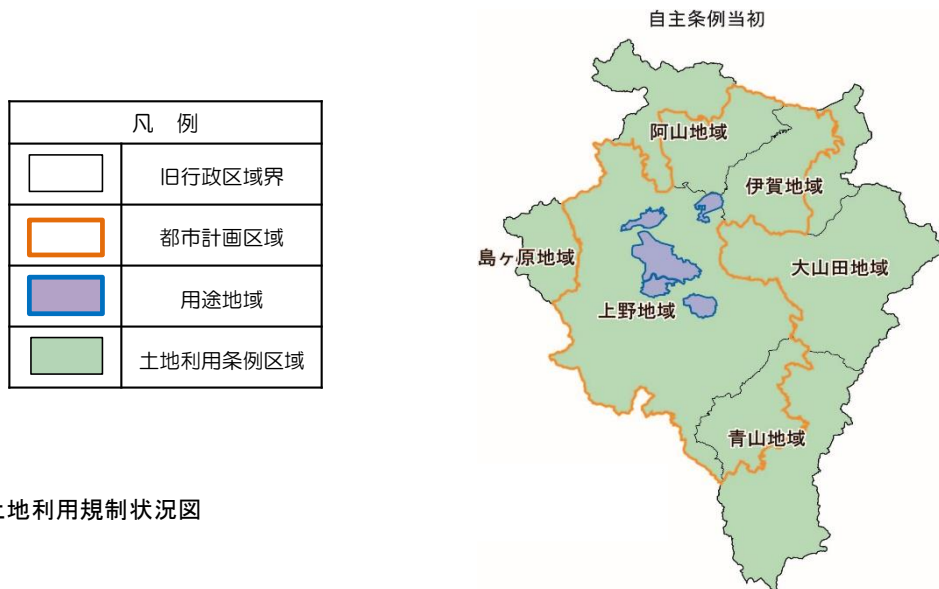 自主条例当初
凡 例
旧行政区域界
都市計画区域
用途地域
土地利用条例区域
阿山地域
伊賀地域
島ヶ原地域
大山田地域
上野地域
青山地域
土地利用規制状況図